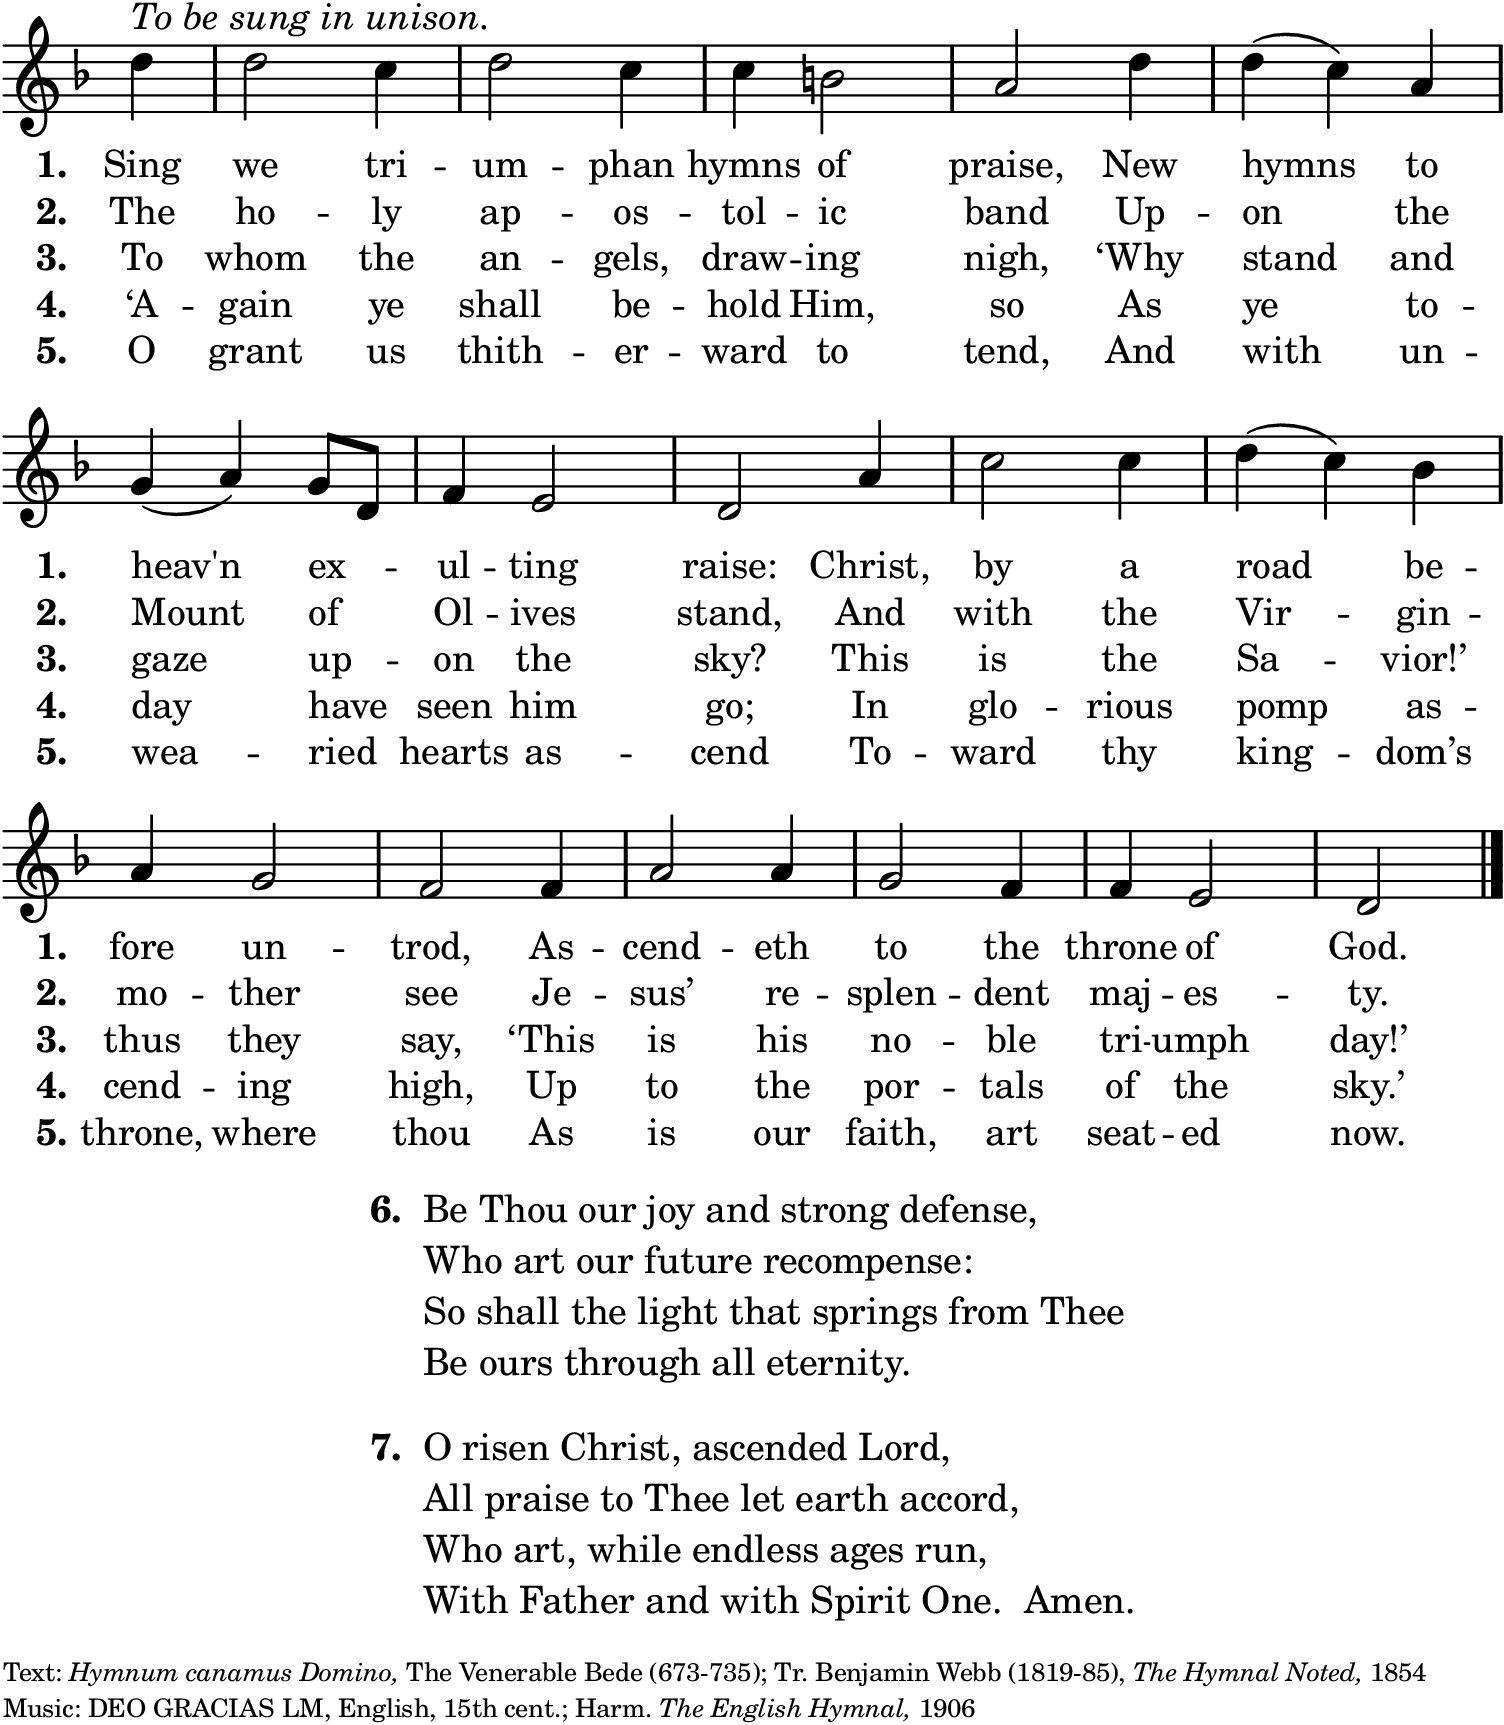 To be sung in unison.
1. Sing we tri - um - phan hymns of praise, New hymns to
2. The ho - ly ap - os - tol - ic band Up - on the
3. To whom the an - gels, draw - ing nigh, ‘Why stand and
4. ‘A - gain ye shall be - hold Him, so As ye to -
5. O grant us thith - er - ward to tend, And with un -
1. heav'n ex - ul - ting raise: Christ, by a road be -
2. Mount of Ol - ives stand, And with the Vir - gin -
3. gaze up - on the sky? This is the Sa - vior!’
4. day have seen him go; In glo - rious pomp as -
5. wea - ried hearts as - cend To - ward thy king - dom’s
1. fore un - trod, As - cend - eth to the throne of God.
2. mo - ther see Je - sus’ re - splen - dent maj - es - ty.
3. thus they say, ‘This is his no - ble tri - umph day!’
4. cend - ing high, Up to the por - tals of the sky.’
5. throne, where thou As is our faith, art seat - ed now.
6. Be Thou our joy and strong defense,
Who art our future recompense:
So shall the light that springs from Thee
Be ours through all eternity.
7. O risen Christ, ascended Lord,
All praise to Thee let earth accord,
Who art, while endless ages run,
With Father and with Spirit One. Amen.
Text: Hymnum canamus Domino, The Venerable Bede (673-735); Tr. Benjamin Webb (1819-85), The Hymnal Noted, 1854
Music: DEO GRACIAS LM, English, 15th cent.; Harm. The English Hymnal, 1906